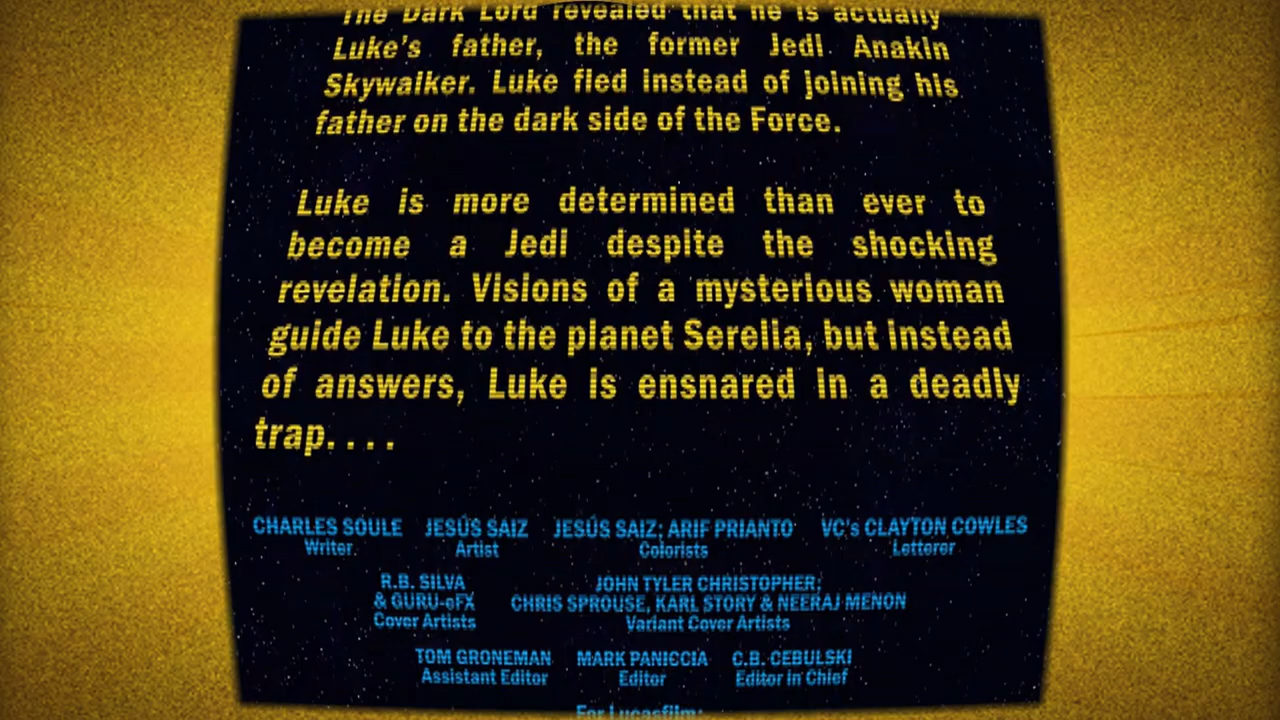 The Dark Lord revealed that he is actually
Luke's father, the former Jedi Anakin
Skywalker. Luke fled instead of joining his
father on the dark side of the Force.
Luke is more determined than ever to
become a Jedi despite the shocking
revelation. Visions of a mysterious woman
guide Luke to the planet Serella, but instead
of answers, Luke is ensnared in a deadly
trap. . . .
CHARLES SOULE JESÚS SAIZ JESÚS SAIZ; ARIF PRIANTO VC's CLAYTON COWLES
Writer Artist Colorists Letterer
R.B. SILVA
& GURU-eFX
Cover Artists
JOHN TYLER CHRISTOPHER;
CHRIS SPROUSE, KARL STORY & NEERAJ MENON
Variant Cover Artists
TOM GRONEMAN MARK PANICCIA C.B. CEBULSKI
Assistant Editor Editor Editor in Chief
For Lucasfilm: